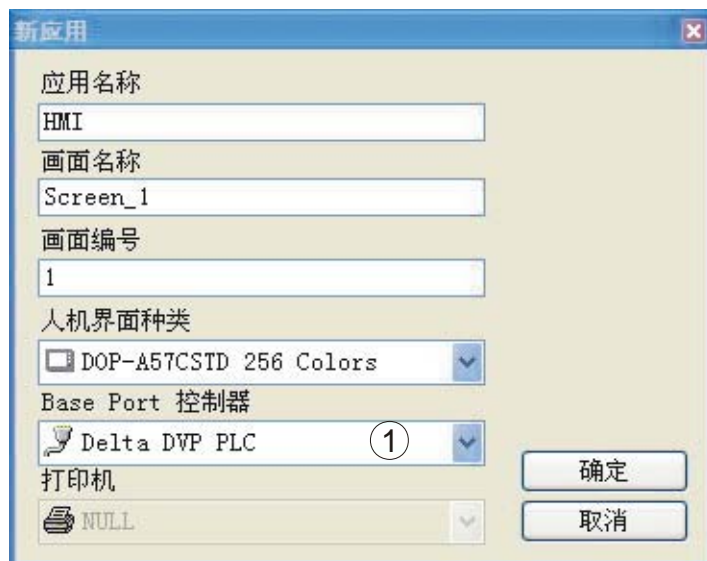 新应用
应用名称
HMI
画面名称
Screen_1
画面编号
1
人机界面种类
DOP-A57CSTD 256 Colors
Base Port 控制器
Delta DVP PLC ①
打印机
NULL
确定
取消